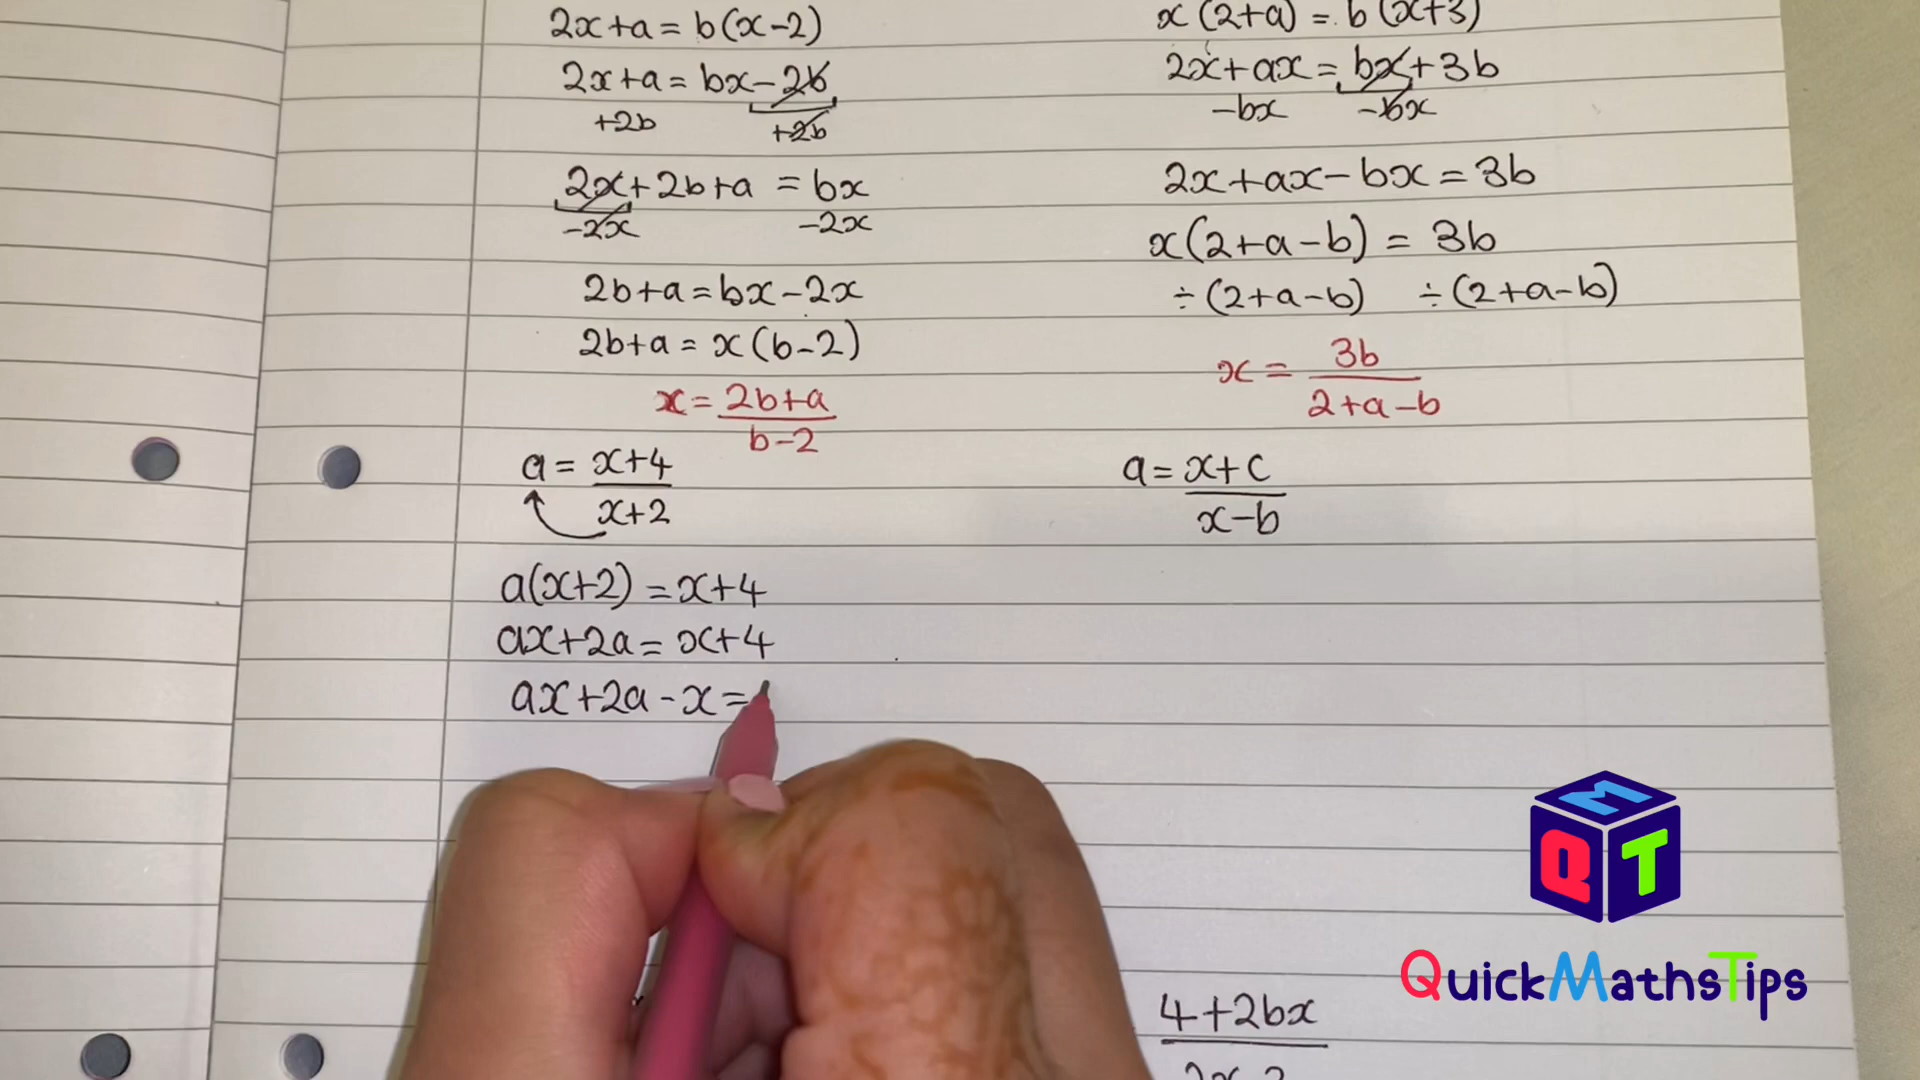 2x+a = b(x-2)
2x+a = bx-2b
+2b +2b
2x+2b+a = bx
-2x -2x
2b+a = bx-2x
2b+a = x(b-2)
x = 2b+a
b-2
x(2+a) = b(x+3)
2x+ax = bx+3b
-bx -bx
2x+ax-bx = 3b
x(2+a-b) = 3b
÷(2+a-b) ÷(2+a-b)
x = 3b
2+a-b
a = x+4
x+2
a(x+2) = x+4
ax+2a = x+4
ax+2a-x =
a = x+c
x-b
4+2bx
M
Q T
QuickMathsTips